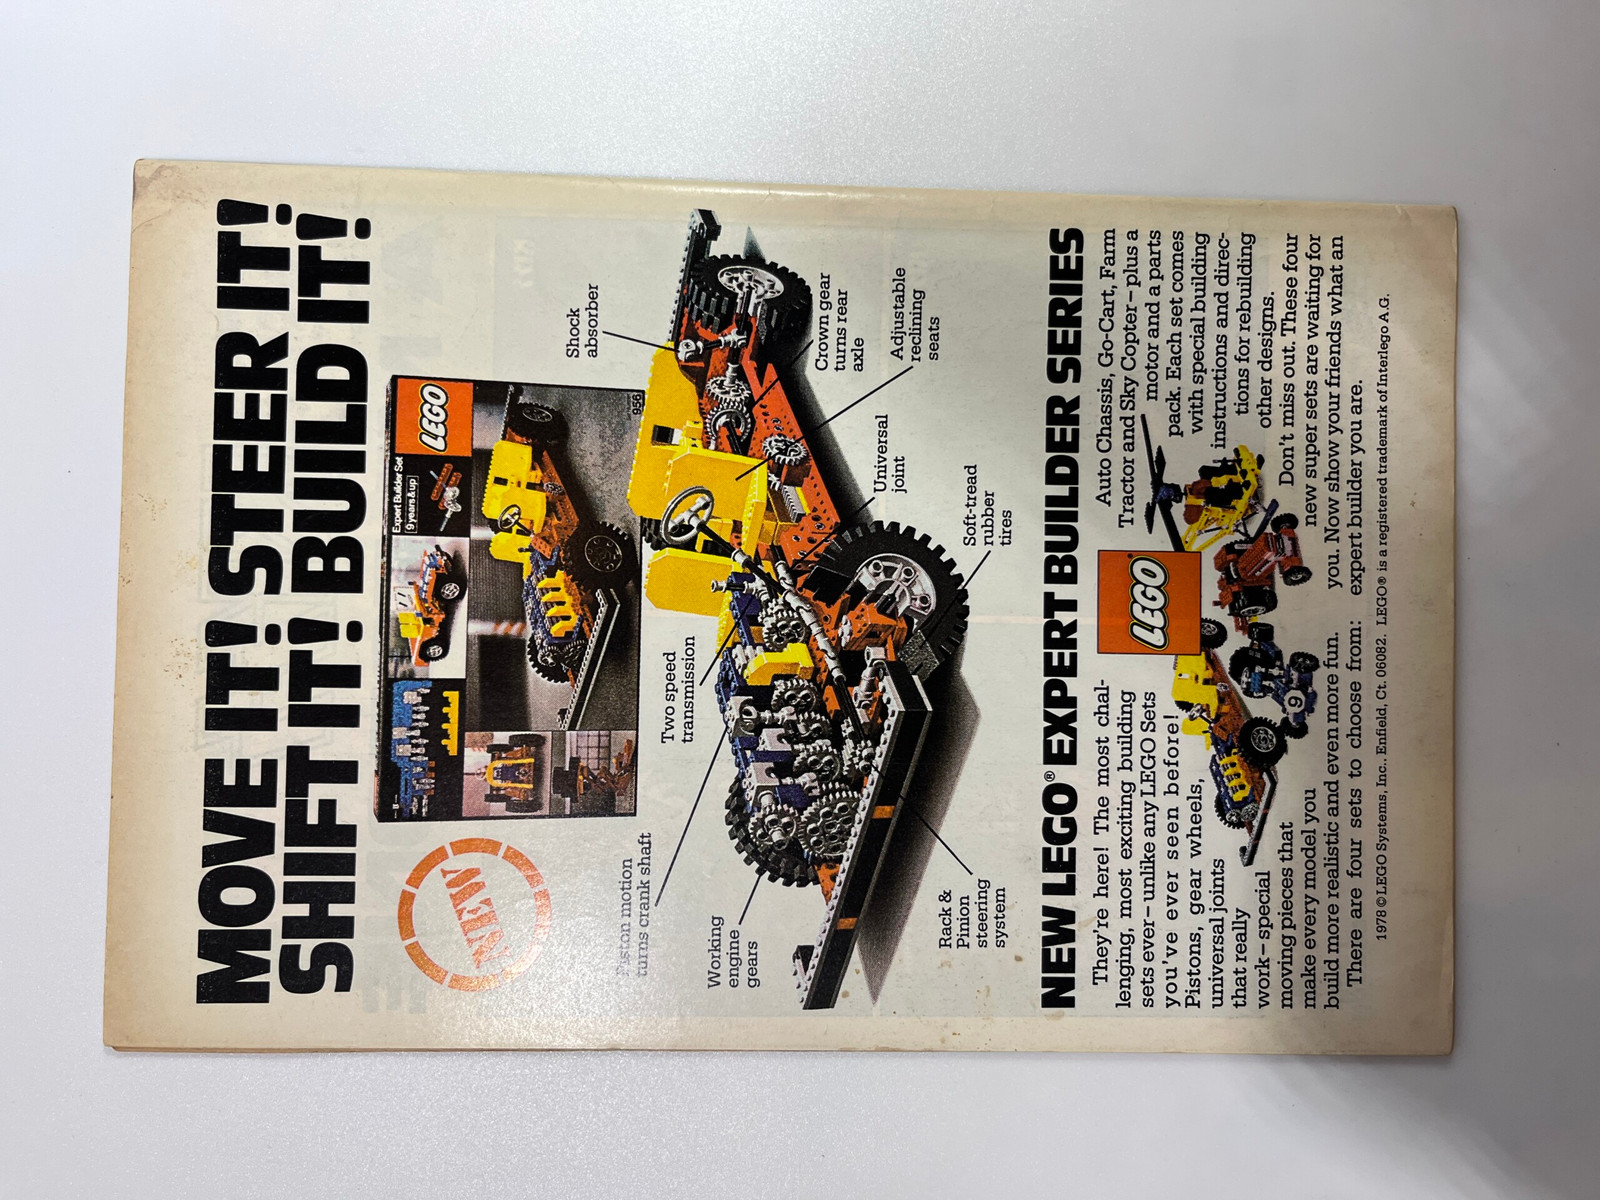 MOVE IT! STEER IT!
SHIFT IT! BUILD IT!
NEW
Expert Builder Set
9 years & up
LEGO
956
Shock
absorber
Piston motion
turns crank shaft
Two speed
transmission
Working
engine
gears
Crown gear
turns rear
axle
Adjustable
reclining
seats
Universal
joint
Soft-tread
rubber
tires
Rack &
Pinion
steering
system
NEW LEGO® EXPERT BUILDER SERIES
They're here! The most chal-
lenging, most exciting building
sets ever – unlike any LEGO Sets
you've ever seen before!
Pistons, gear wheels,
universal joints
that really
work – special
moving pieces that
make every model you
build more realistic and even more fun.
There are four sets to choose from:
LEGO®
9
Auto Chassis, Go-Cart, Farm
Tractor and Sky Copter – plus a
motor and a parts
pack. Each set comes
with special building
instructions and direc-
tions for rebuilding
other designs.
Don't miss out. These four
new super sets are waiting for
you. Now show your friends what an
expert builder you are.
1978 © LEGO Systems, Inc.. Enfield, Ct. 06082. LEGO® is a registered trademark of Interlego A.G.